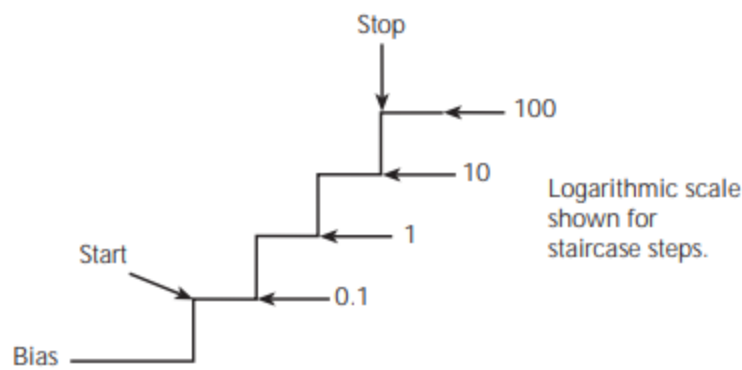 Stop
100
10
Logarithmic scale
shown for
staircase steps.
1
Start
0.1
Bias